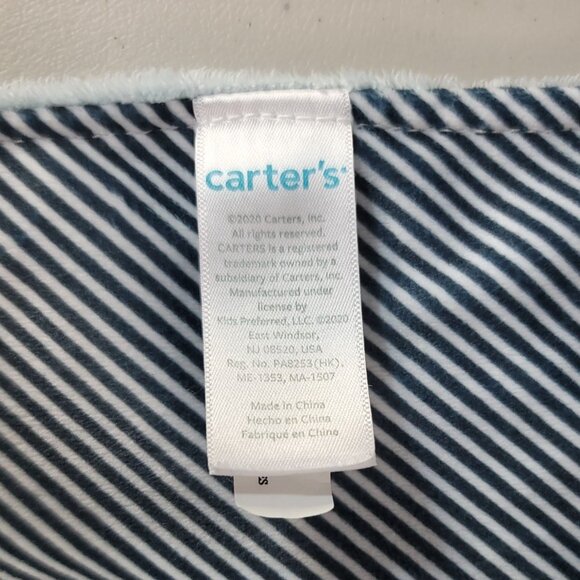 carter's
©2020 Carters, Inc.
All rights reserved.
CARTERS is a registered
trademark owned by a
subsidiary of Carters, Inc.
Manufactured under
license by
Kids Preferred, LLC. ©2020
East Windsor,
NJ 08520, USA
Reg. No. PA8253(HK),
ME-1353, MA-1507
Made in China
Hecho en China
Fabriqué en China